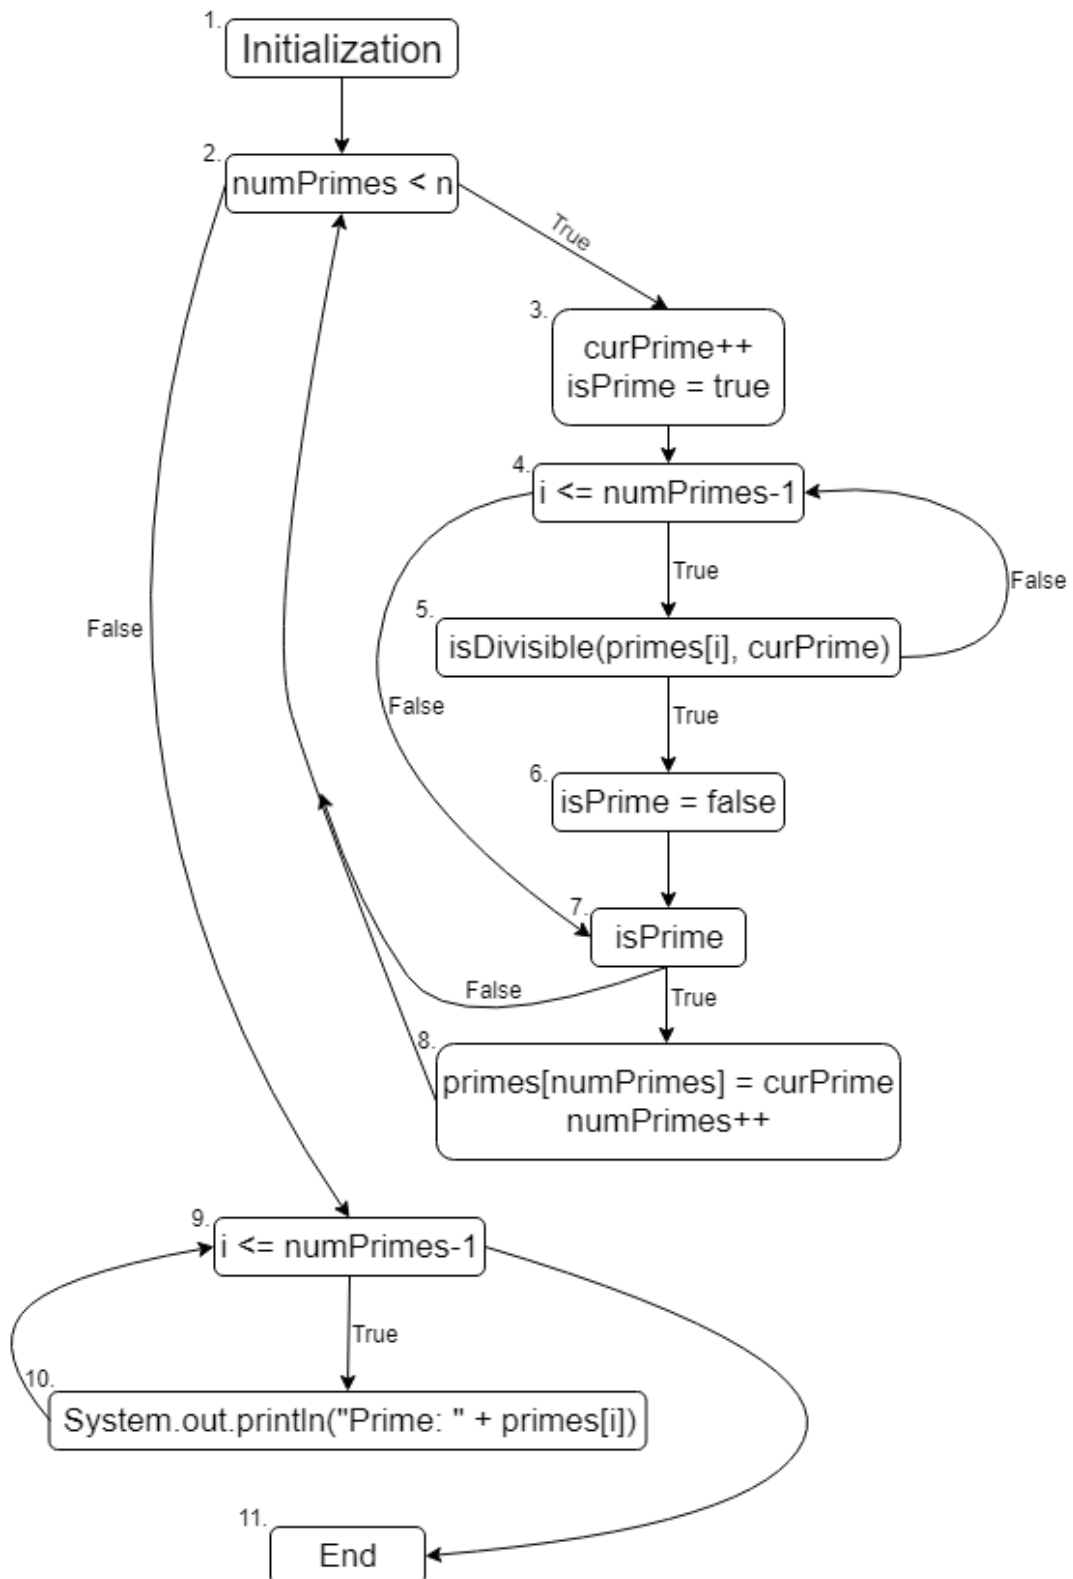 1.
Initialization
2.
numPrimes < n
True
3.
curPrime++
isPrime = true
4.
i <= numPrimes-1
True
False
5.
isDivisible(primes[i], curPrime)
False
False
True
6.
isPrime = false
7.
isPrime
False
True
8.
primes[numPrimes] = curPrime
numPrimes++
9.
i <= numPrimes-1
True
10.
System.out.println("Prime: " + primes[i])
11.
End